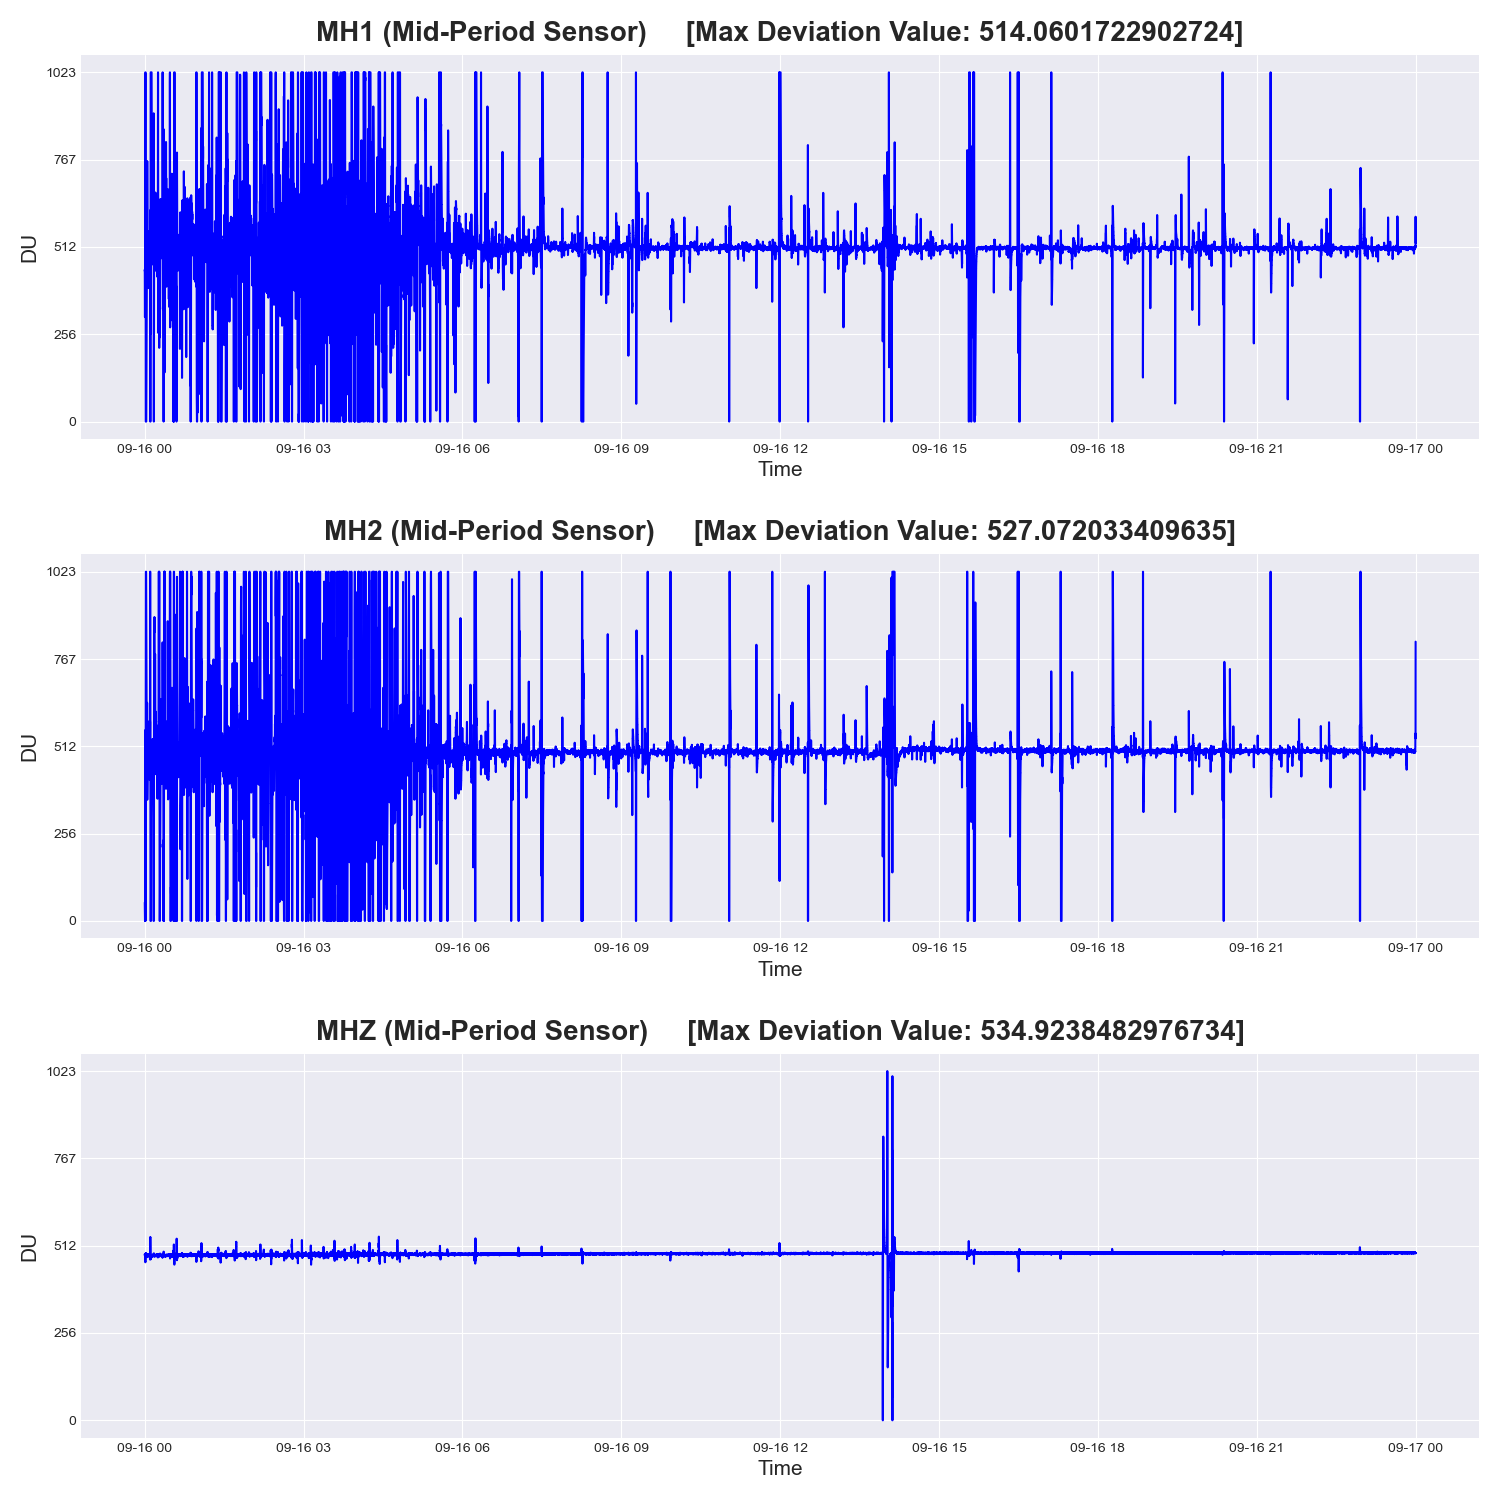 MH1 (Mid-Period Sensor) [Max Deviation Value: 514.0601722902724]
1023
767
512
256
0
DU
09-16 00 09-16 03 09-16 06 09-16 09 09-16 12 09-16 15 09-16 18 09-16 21 09-17 00
Time
MH2 (Mid-Period Sensor) [Max Deviation Value: 527.072033409635]
1023
767
512
256
0
DU
09-16 00 09-16 03 09-16 06 09-16 09 09-16 12 09-16 15 09-16 18 09-16 21 09-17 00
Time
MHZ (Mid-Period Sensor) [Max Deviation Value: 534.9238482976734]
1023
767
512
256
0
DU
09-16 00 09-16 03 09-16 06 09-16 09 09-16 12 09-16 15 09-16 18 09-16 21 09-17 00
Time